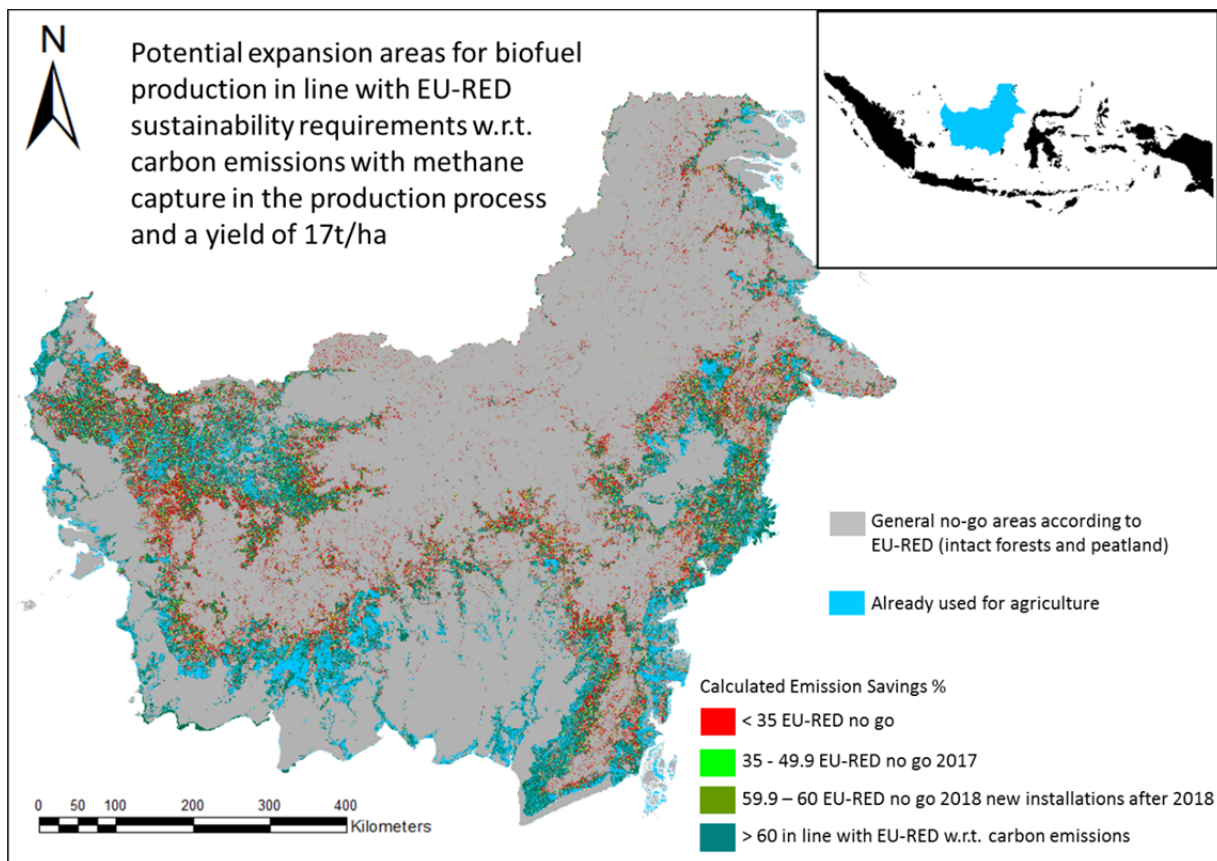 N
Potential expansion areas for biofuel
production in line with EU-RED
sustainability requirements w.r.t.
carbon emissions with methane
capture in the production process
and a yield of 17t/ha
General no-go areas according to
EU-RED (intact forests and peatland)
Already used for agriculture
Calculated Emission Savings %
< 35 EU-RED no go
35 - 49.9 EU-RED no go 2017
59.9 – 60 EU-RED no go 2018 new installations after 2018
> 60 in line with EU-RED w.r.t. carbon emissions
0 50 100 200 300 400
Kilometers